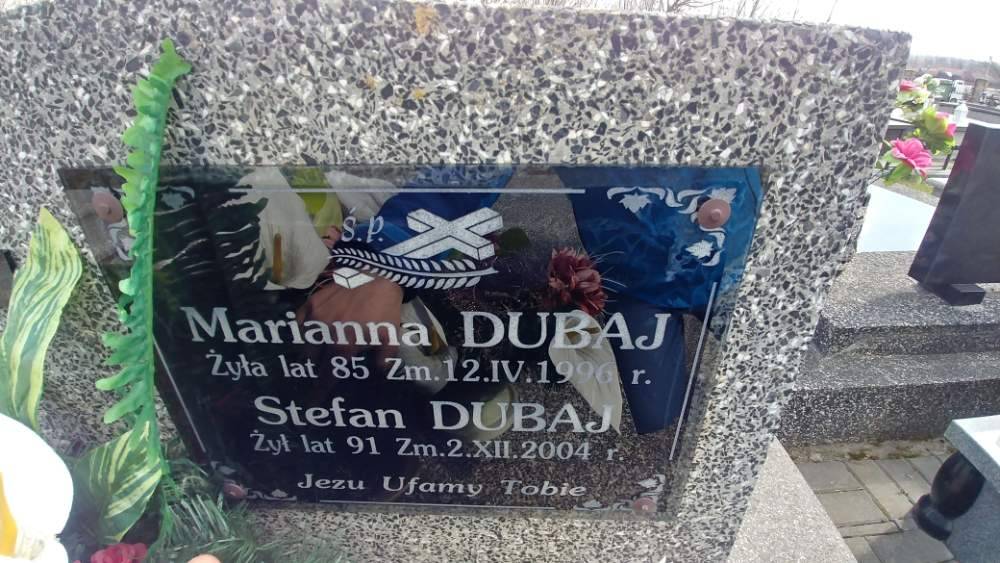 ś.p.
Marianna DUBAJ
Żyła lat 85 Zm.12.IV.1996 r.
Stefan DUBAJ
Żył lat 91 Zm.2.XII.2004 r.
Jezu Ufamy Tobie